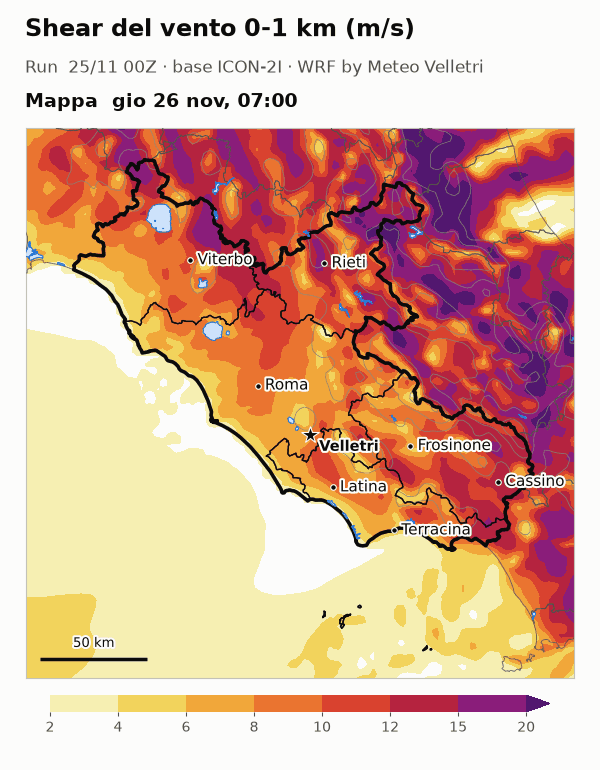 Shear del vento 0-1 km (m/s)
Run  25/11 00Z · base ICON-2I · WRF by Meteo Velletri
Mappa  gio 26 nov, 07:00
Viterbo
Rieti
Roma
Velletri
Frosinone
Latina
Cassino
Terracina
50 km
2 4 6 8 10 12 15 20